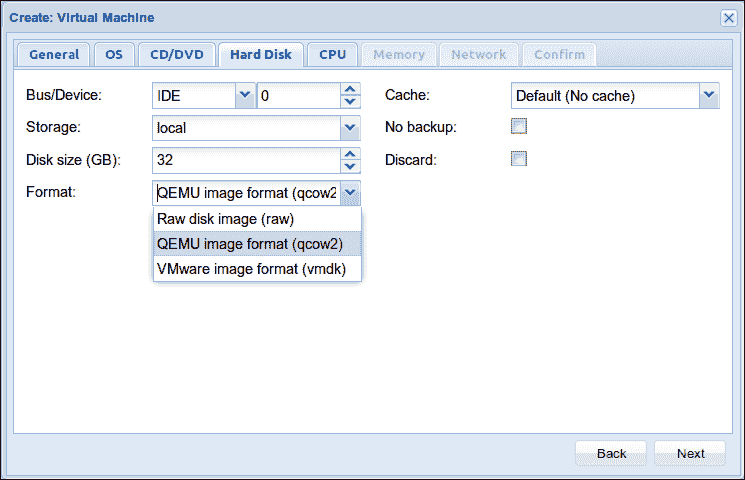 Create: Virtual Machine
General OS CD/DVD Hard Disk CPU Memory Network Confirm
Bus/Device: IDE 0 Cache: Default (No cache)
Storage: local No backup:
Disk size (GB): 32 Discard:
Format: QEMU image format (qcow2
Raw disk image (raw)
QEMU image format (qcow2)
VMware image format (vmdk)
Back Next